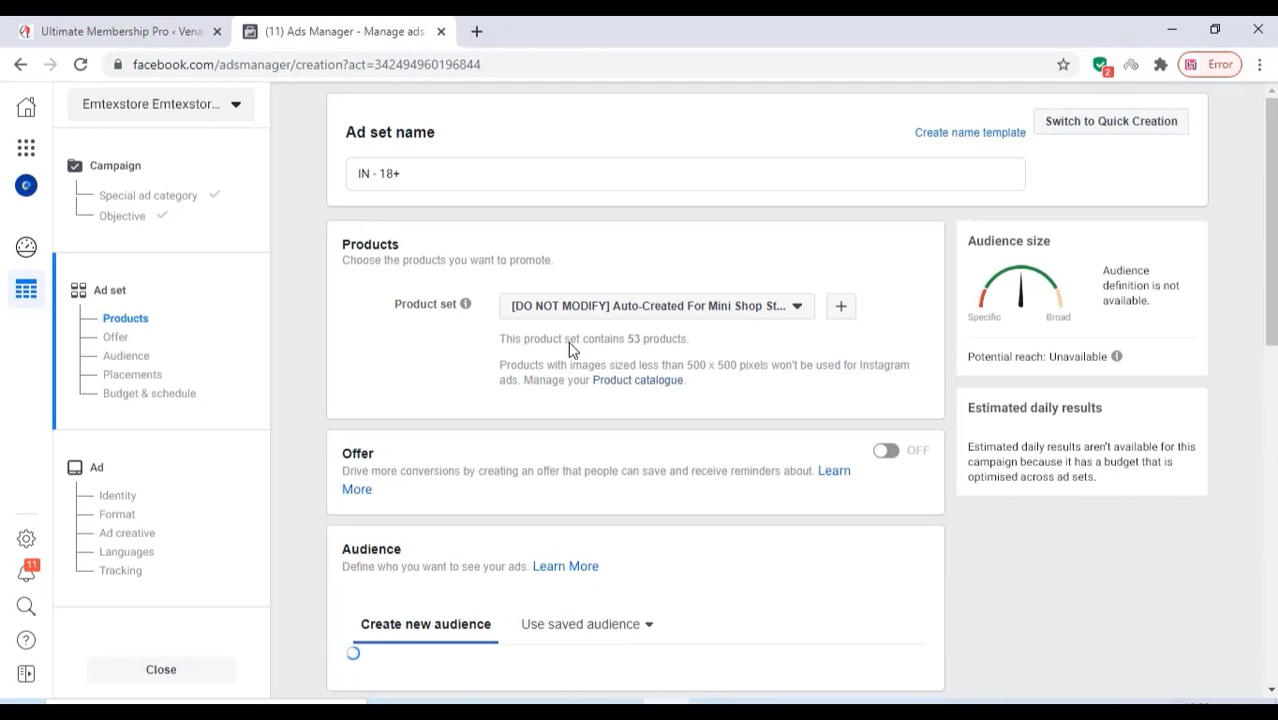 Ultimate Membership Pro ‹ Vena
(11) Ads Manager - Manage ads
facebook.com/adsmanager/creation?act=342494960196844
2
Error
Emtexstore Emtexstor...
Campaign
Special ad category
Objective
Ad set
Products
Offer
Audience
Placements
Budget & schedule
Ad
Identity
Format
Ad creative
Languages
Tracking
11
Close
Ad set name
Create name template
Switch to Quick Creation
IN - 18+
Products
Choose the products you want to promote.
Product set
[DO NOT MODIFY] Auto-Created For Mini Shop St...
+
This product set contains 53 products.
Products with images sized less than 500 x 500 pixels won't be used for Instagram
ads. Manage your Product catalogue.
Offer
OFF
Drive more conversions by creating an offer that people can save and receive reminders about. Learn
More
Audience
Define who you want to see your ads. Learn More
Create new audience
Use saved audience
Audience size
Specific
Broad
Audience
definition is not
available.
Potential reach: Unavailable
Estimated daily results
Estimated daily results aren't available for this
campaign because it has a budget that is
optimised across ad sets.